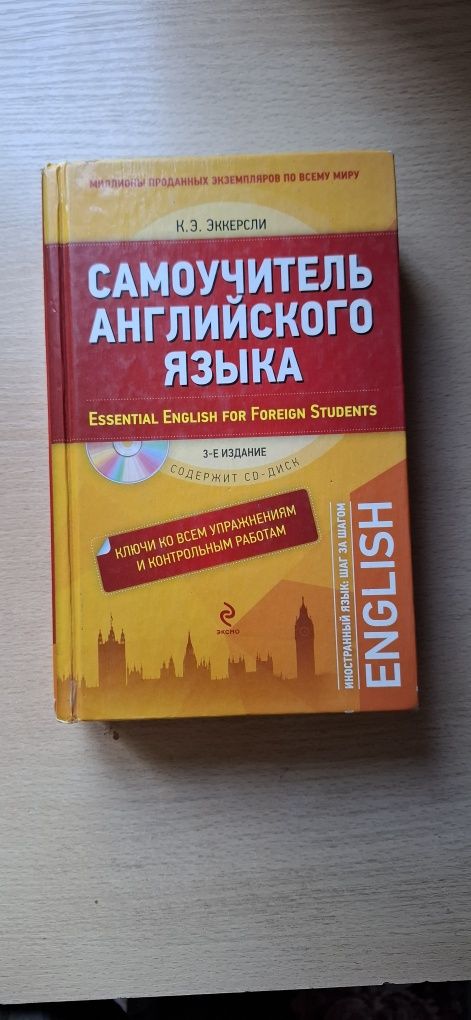 МИЛЛИОНЫ ПРОДАННЫХ ЭКЗЕМПЛЯРОВ ПО ВСЕМУ МИРУ
К.Э. ЭККЕРСЛИ
САМОУЧИТЕЛЬ
АНГЛИЙСКОГО
ЯЗЫКА
ESSENTIAL ENGLISH FOR FOREIGN STUDENTS
3-Е ИЗДАНИЕ
СОДЕРЖИТ CD-ДИСК
КЛЮЧИ КО ВСЕМ УПРАЖНЕНИЯМ
И КОНТРОЛЬНЫМ РАБОТАМ
ЭКСМО
ИНОСТРАННЫЙ ЯЗЫК: ШАГ ЗА ШАГОМ
ENGLISH